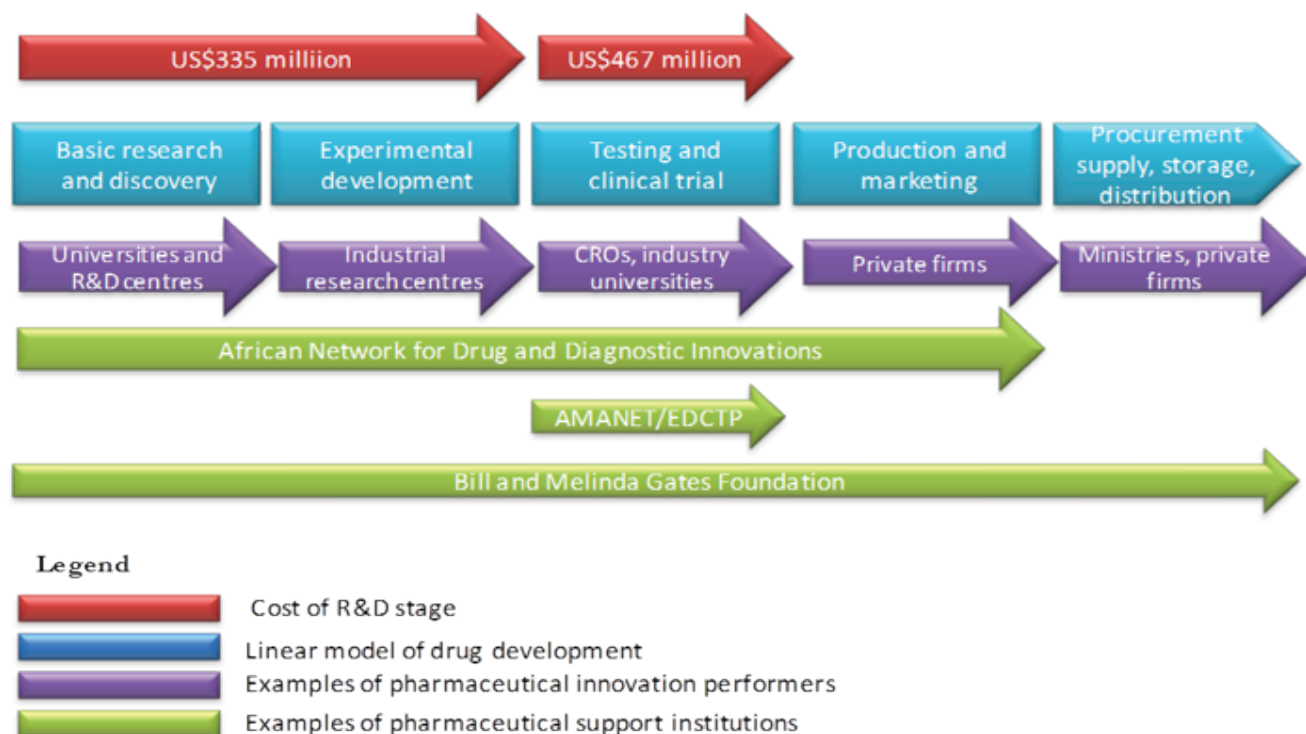 US$335 milliion
US$467 million
Basic research
and discovery
Experimental
development
Testing and
clinical trial
Production and
marketing
Procurement
supply, storage,
distribution
Universities and
R&D centres
Industrial
research centres
CROs, industry
universities
Private firms
Ministries, private
firms
African Network for Drug and Diagnostic Innovations
AMANET/EDCTP
Bill and Melinda Gates Foundation
Legend
Cost of R&D stage
Linear model of drug development
Examples of pharmaceutical innovation performers
Examples of pharmaceutical support institutions